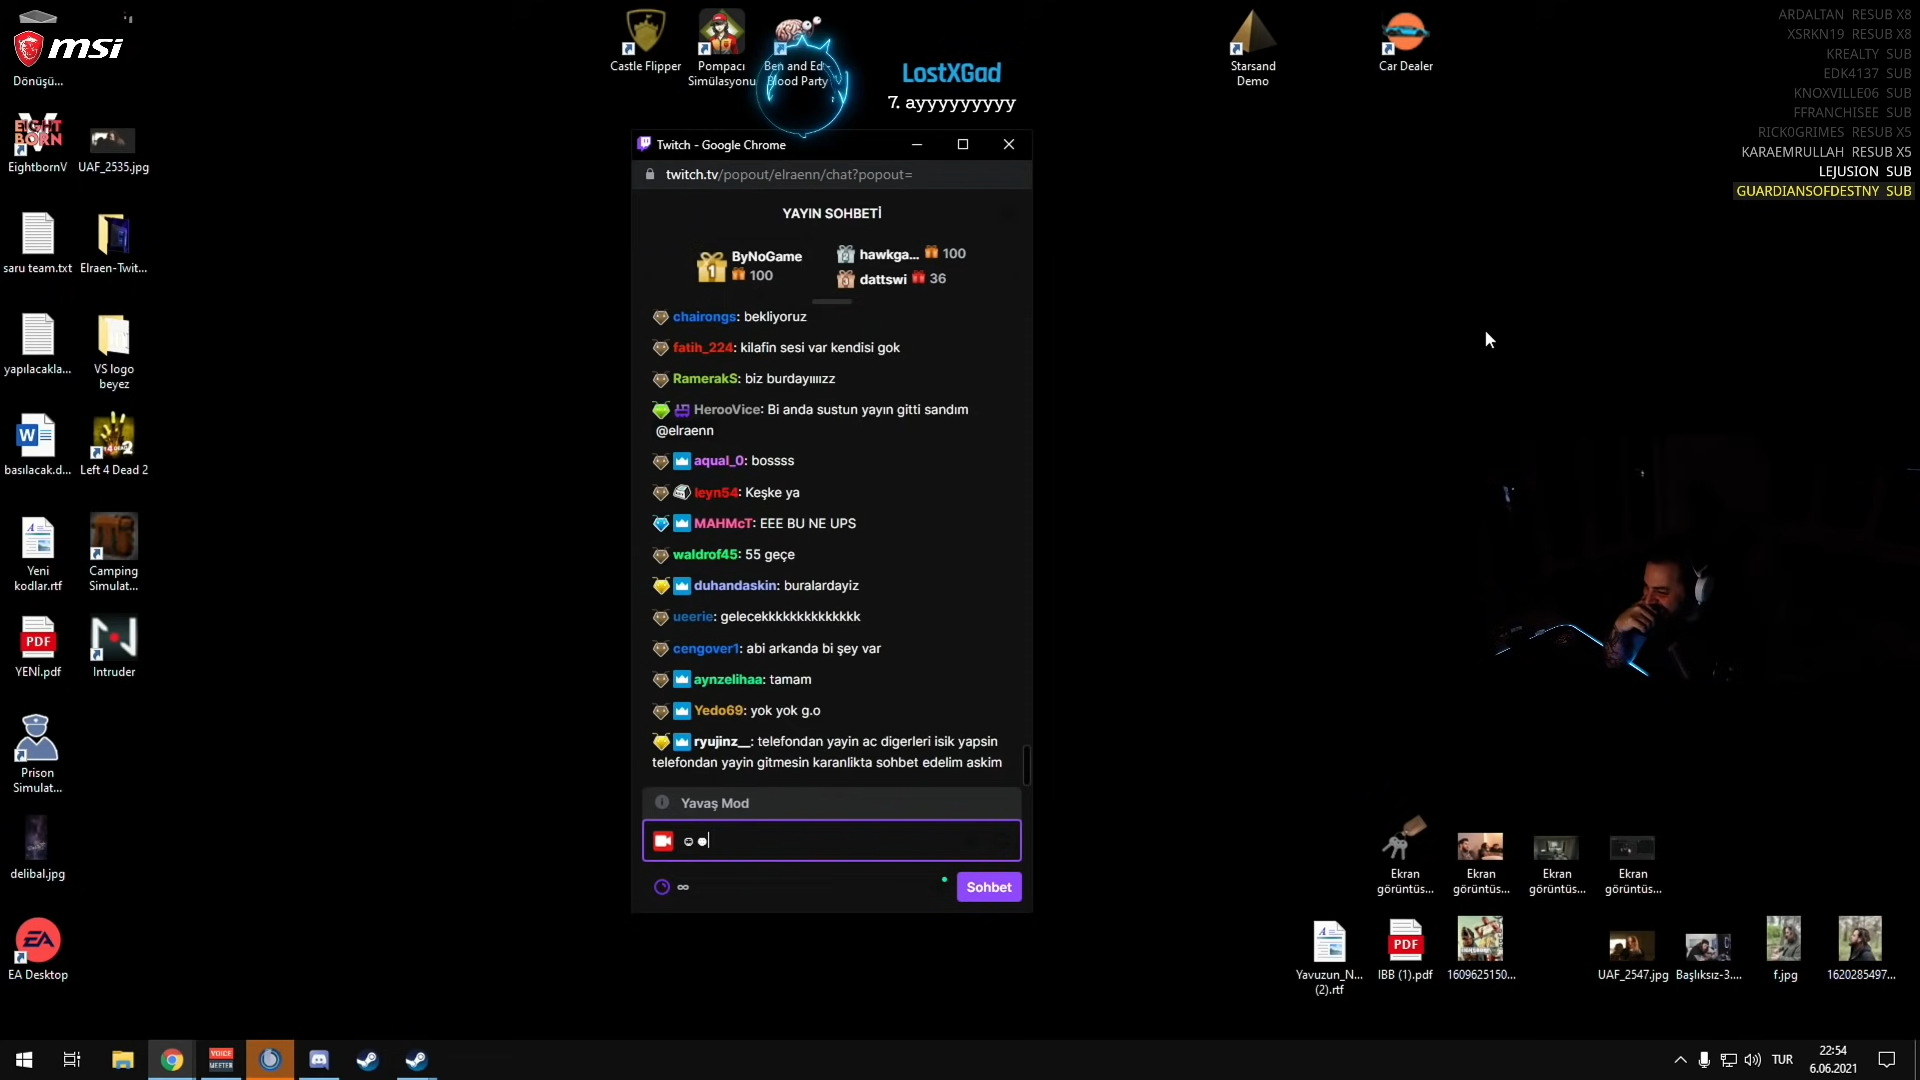 msi
Dönüşü...
EIGHT
BORN
EightbornV
UAF_2535.jpg
saru team.txt
Elraen-Twit...
yapılacakla...
VS logo
beyez
basılacak.d...
Left 4 Dead 2
Yeni
kodlar.rtf
Camping
Simulat...
PDF
YENİ.pdf
Intruder
Prison
Simulat...
delibal.jpg
EA
EA Desktop
Castle Flipper
Pompacı
Simülasyonu
Ben and Ed -
Blood Party
LostXGad
7. ayyyyyyyyy
Starsand
Demo
Car Dealer
ARDALTAN RESUB X8
XSRKN19 RESUB X8
KREALTY SUB
EDK4137 SUB
KNOXVILLE06 SUB
FFRANCHISEE SUB
RICK0GRIMES RESUB X5
KARAEMRULLAH RESUB X5
LEJUSION SUB
GUARDIANSOFDESTNY SUB
Twitch - Google Chrome
twitch.tv/popout/elraenn/chat?popout=
YAYIN SOHBETİ
1 ByNoGame 100
hawkga... 100
dattswi 36
chairongs: bekliyoruz
fatih_224: kilafin sesi var kendisi gok
RamerakS: biz burdayıııızz
HerooVice: Bi anda sustun yayın gitti sandım
@elraenn
aqual_0: bossss
leyn54: Keşke ya
MAHMcT: EEE BU NE UPS
waldrof45: 55 geçe
duhandaskin: buralardayiz
ueerie: gelecekkkkkkkkkkkkk
cengover1: abi arkanda bi şey var
aynzelihaa: tamam
Yedo69: yok yok g.o
ryujinz__: telefondan yayin ac digerleri isik yapsin
telefondan yayin gitmesin karanlikta sohbet edelim askim
Yavaş Mod
☺☻
∞
Sohbet
Ekran
görüntüs...
Ekran
görüntüs...
Ekran
görüntüs...
Ekran
görüntüs...
Yavuzun_N...
(2).rtf
PDF
IBB (1).pdf
1609625150...
UAF_2547.jpg
Başlıksız-3....
f.jpg
1620285497...
VOICE
MEETER
TUR
22:54
6.06.2021